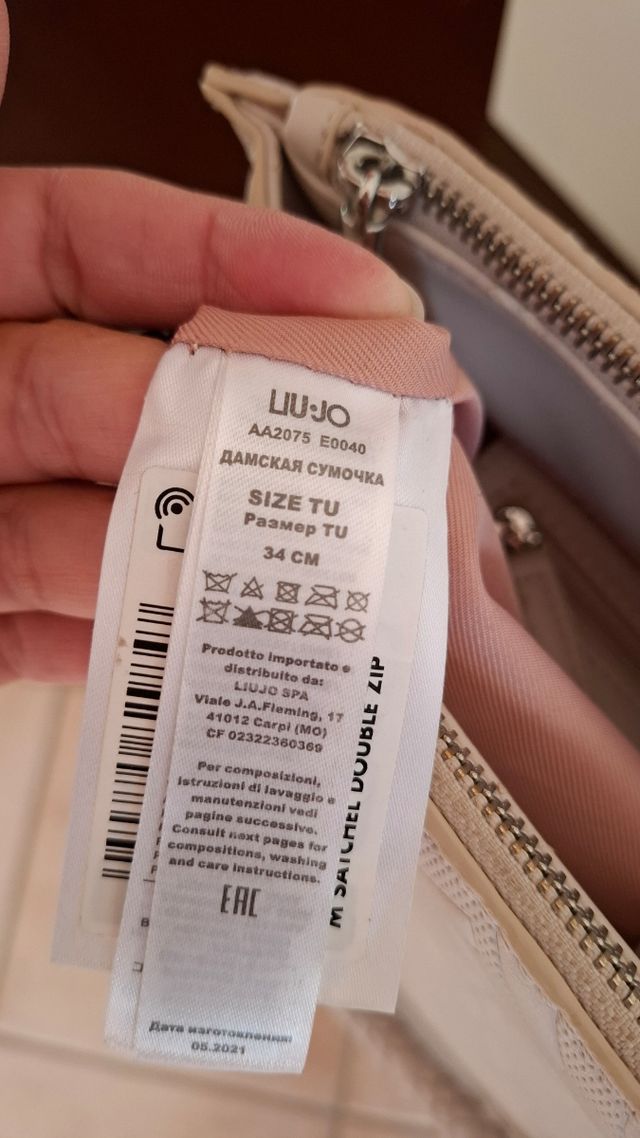 LIU·JO
AA2075 E0040
ДАМСКАЯ СУМОЧКА
SIZE TU
Размер TU
34 CM
Prodotto importato e
distribuito da:
LIUJO SPA
Viale J.A.Fleming, 17
41012 Carpi (MO)
CF 02322360369
Per composizioni,
istruzioni di lavaggio e
manutenzioni vedi
pagine successive.
Consult next pages for
compositions, washing
and care instructions.
EAC
Дата изготовления:
05.2021
M SATCHEL DOUBLE ZIP